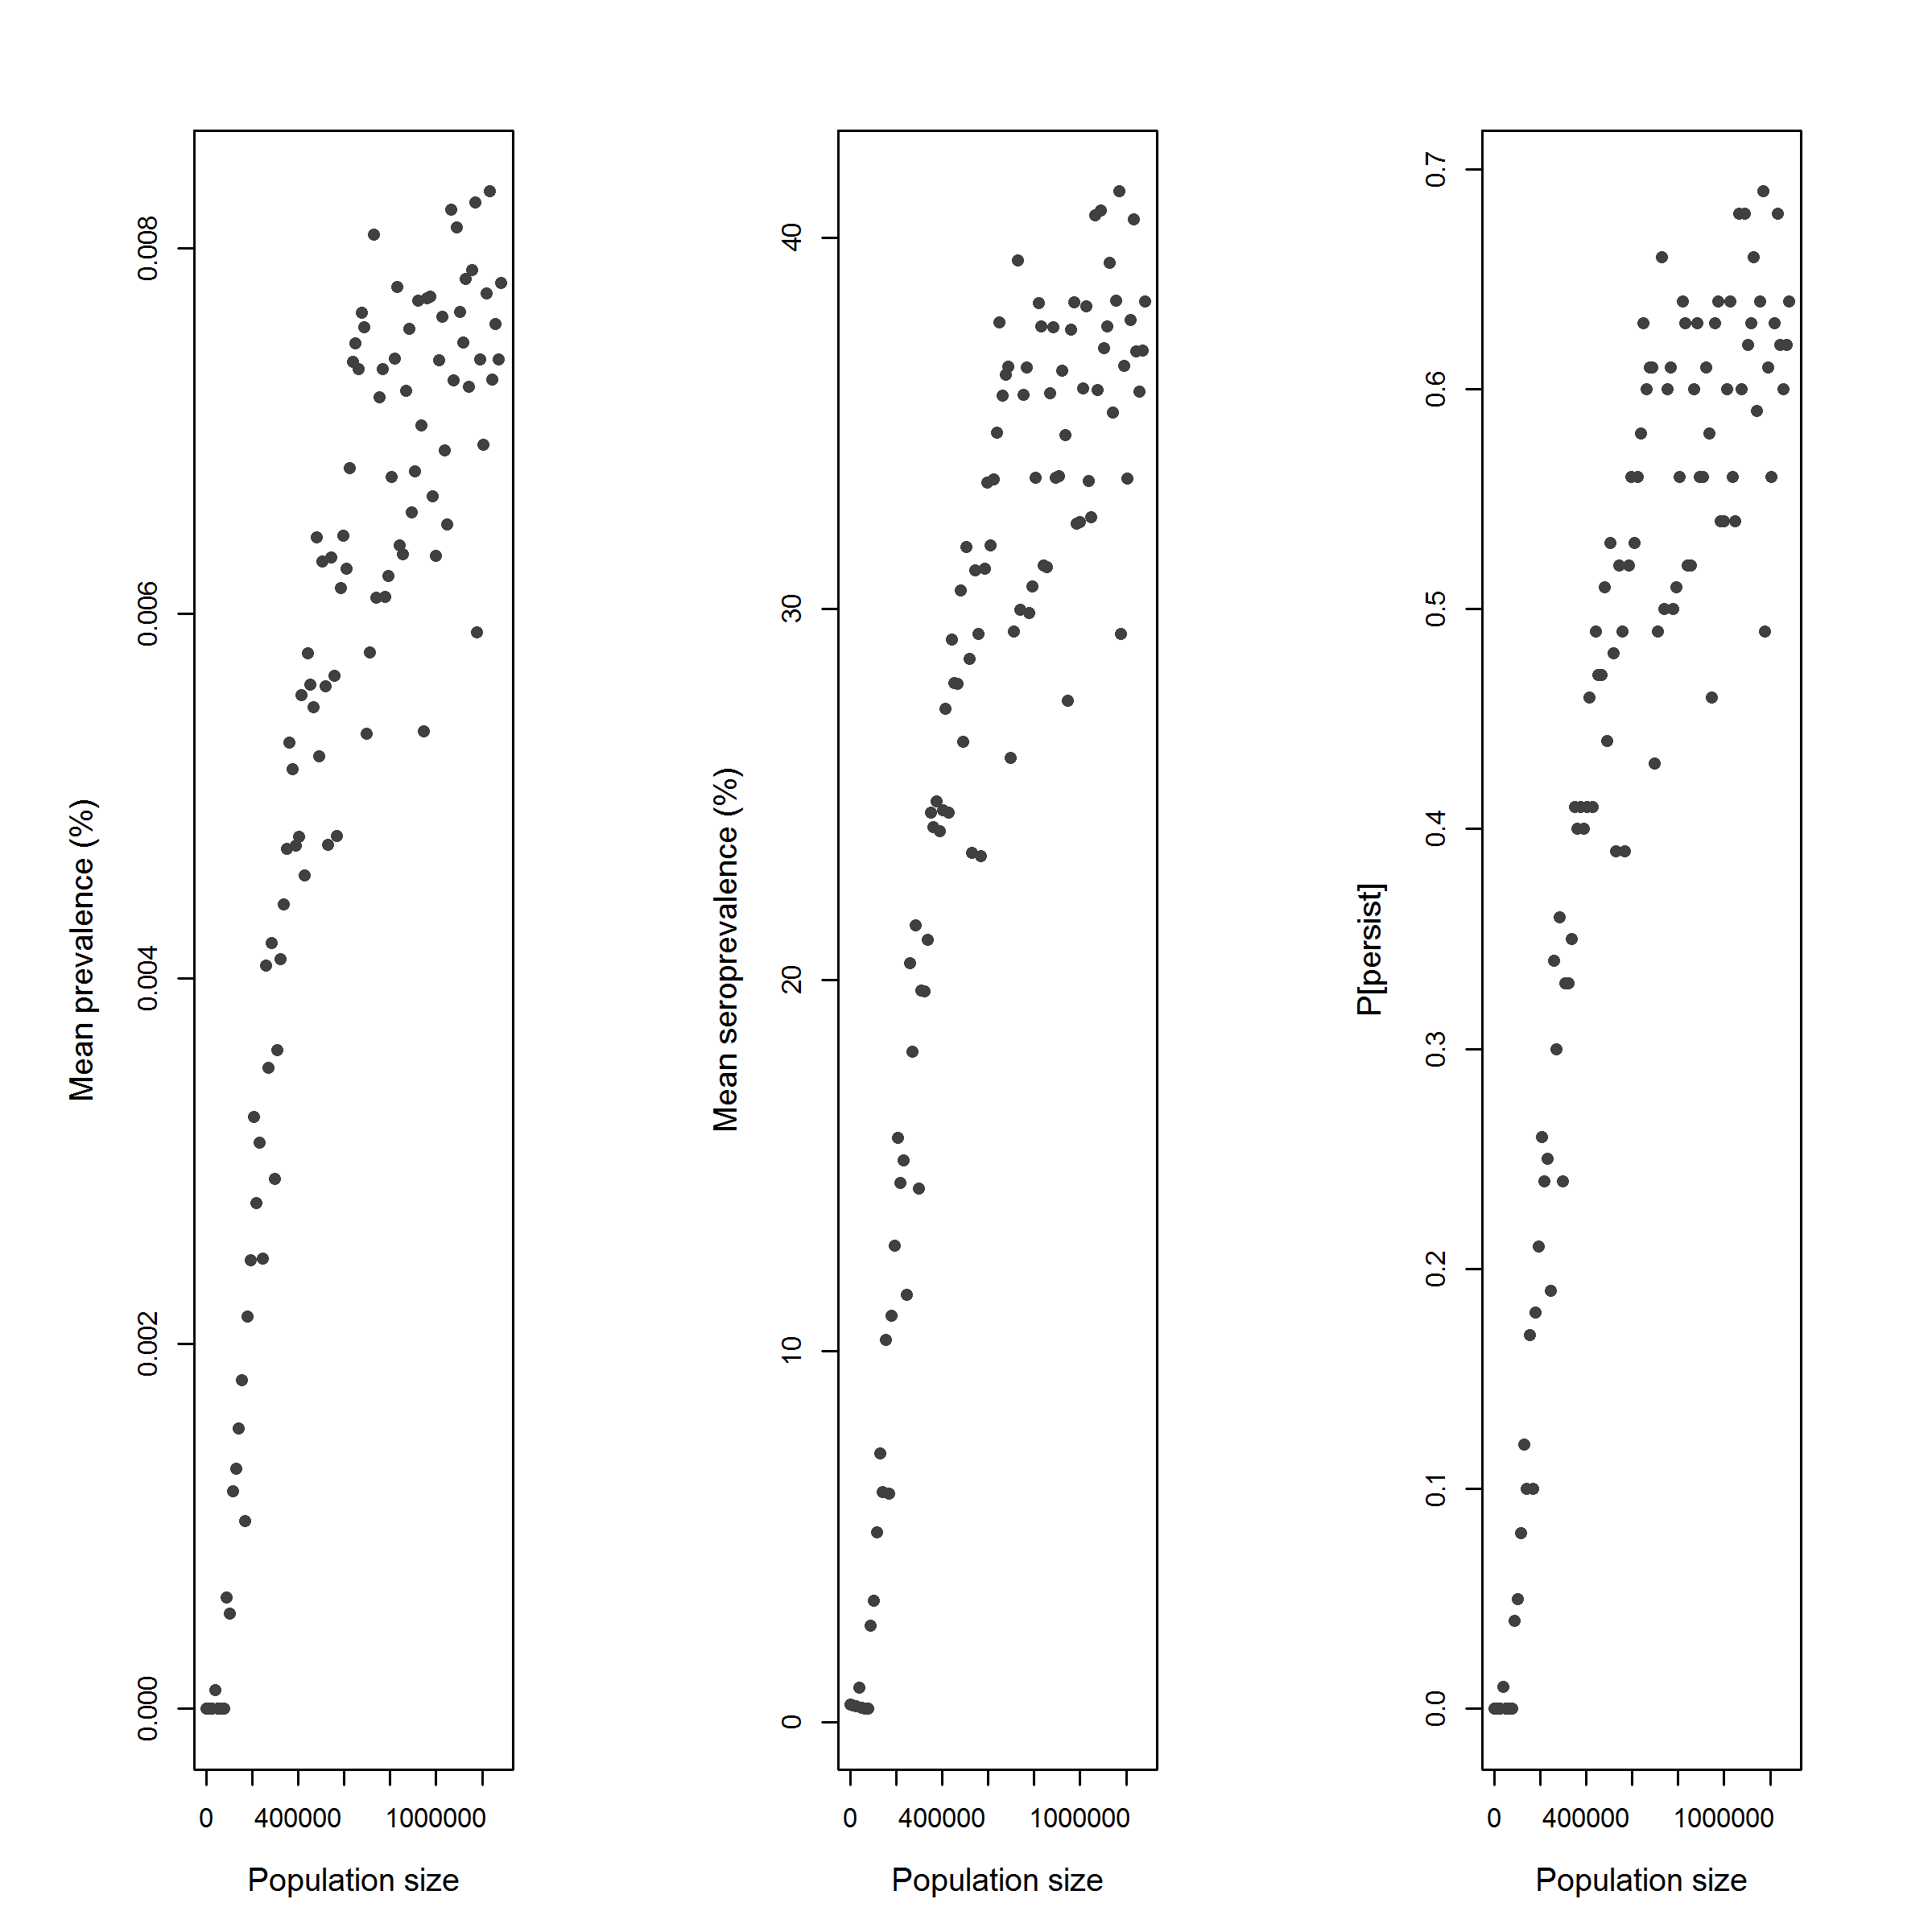 Mean prevalence (%)
0.000
0.002
0.004
0.006
0.008
0 400000 1000000
Population size
Mean seroprevalence (%)
0
10
20
30
40
0 400000 1000000
Population size
P[persist]
0.0
0.1
0.2
0.3
0.4
0.5
0.6
0.7
0 400000 1000000
Population size